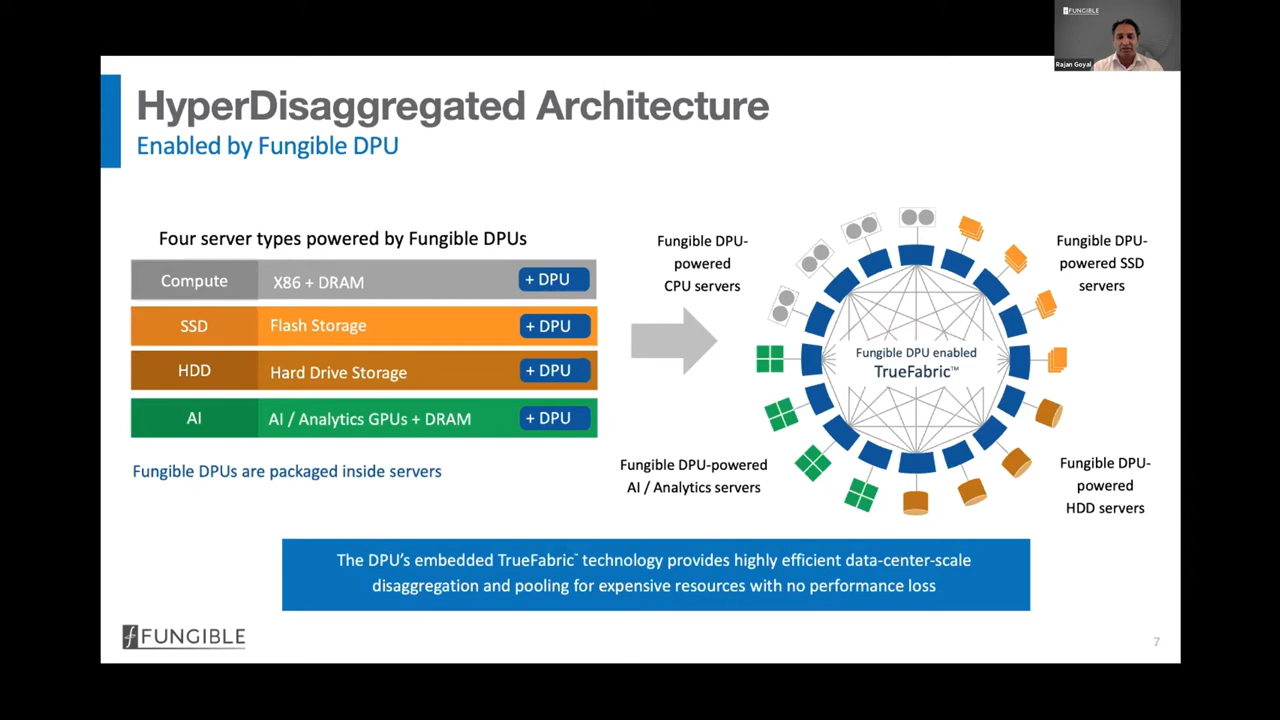 FUNGIBLE
Rajan Goyal
HyperDisaggregated Architecture
Enabled by Fungible DPU
Four server types powered by Fungible DPUs
Compute X86 + DRAM + DPU
SSD Flash Storage + DPU
HDD Hard Drive Storage + DPU
AI AI / Analytics GPUs + DRAM + DPU
Fungible DPUs are packaged inside servers
Fungible DPU-
powered
CPU servers
Fungible DPU-
powered SSD
servers
Fungible DPU enabled
TrueFabric™
Fungible DPU-powered
AI / Analytics servers
Fungible DPU-
powered
HDD servers
The DPU's embedded TrueFabric™ technology provides highly efficient data-center-scale
disaggregation and pooling for expensive resources with no performance loss
FUNGIBLE
7